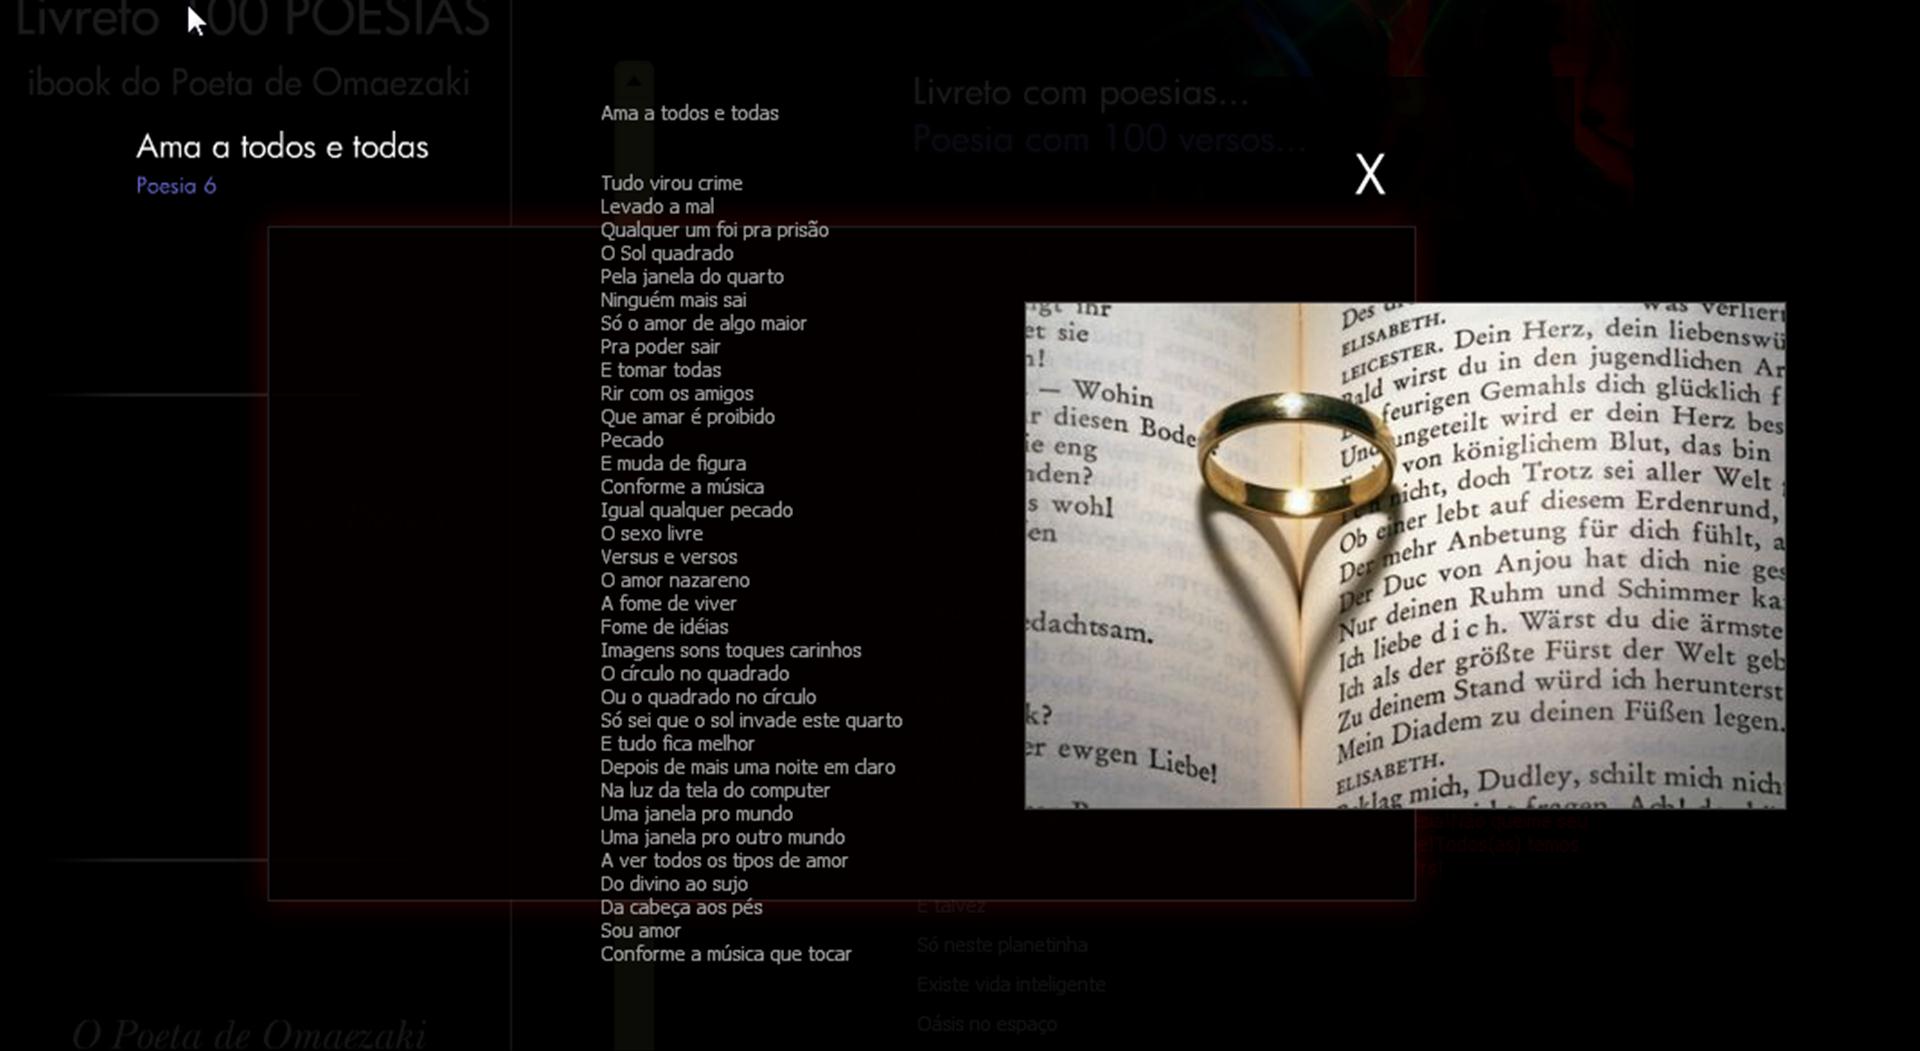 Livreto 100 POESIAS
ibook do Poeta de Omaezaki
Ama a todos e todas
Poesia 6
Livreto com poesias...
Poesia com 100 versos...
X
Ama a todos e todas
Tudo virou crime
Levado a mal
Qualquer um foi pra prisão
O Sol quadrado
Pela janela do quarto
Ninguém mais sai
Só o amor de algo maior
Pra poder sair
E tomar todas
Rir com os amigos
Que amar é proibido
Pecado
E muda de figura
Conforme a música
Igual qualquer pecado
O sexo livre
Versus e versos
O amor nazareno
A fome de viver
Fome de idéias
Imagens sons toques carinhos
O círculo no quadrado
Ou o quadrado no círculo
Só sei que o sol invade este quarto
E tudo fica melhor
Depois de mais uma noite em claro
Na luz da tela do computer
Uma janela pro mundo
Uma janela pro outro mundo
A ver todos os tipos de amor
Do divino ao sujo
Da cabeça aos pés
Sou amor
Conforme a música que tocar
ihr
et sie
— Wohin
diesen Bode
ie eng
nden?
s wohl
en
edachtsam.
k?
er ewgen Liebe!
Des
was verliert
ELISABETH.
LEICESTER. Dein Herz, dein liebenswü
Bald wirst du in den jugendlichen Ar
feurigen Gemahls dich glücklich f
ungeteilt wird er dein Herz bes
von königlichem Blut, das bin
nicht, doch Trotz sei aller Welt
Ob einer lebt auf diesem Erdenrund,
Der mehr Anbetung für dich fühlt, a
Der Duc von Anjou hat dich nie ges
Nur deinen Ruhm und Schimmer ka
Ich liebe dich. Wärst du die ärmste
Ich als der größte Fürst der Welt geb
Zu deinem Stand würd ich herunterst
Mein Diadem zu deinen Füßen legen.
ELISABETH.
klag mich, Dudley, schilt mich nich
fragen. Ach!
E talvez
Só neste planetinha
Existe vida inteligente
Oásis no espaço
O Poeta de Omaezaki